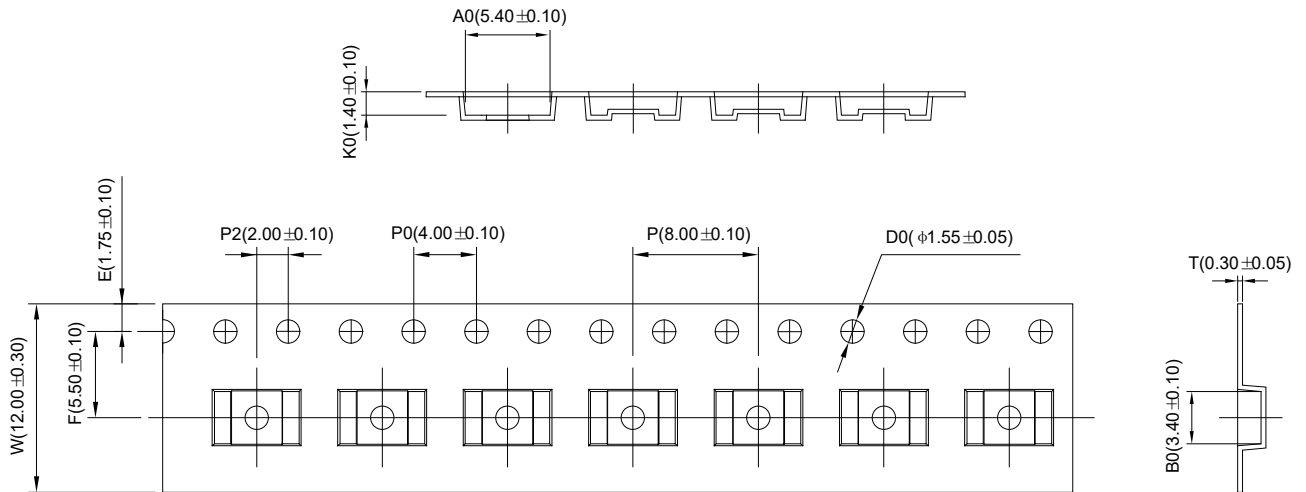 A0(5.40±0.10)
K0(1.40±0.10)
E(1.75±0.10)
P2(2.00±0.10)
P0(4.00±0.10)
P(8.00±0.10)
D0(ϕ1.55±0.05)
T(0.30±0.05)
W(12.00±0.30)
F(5.50±0.10)
B0(3.40±0.10)